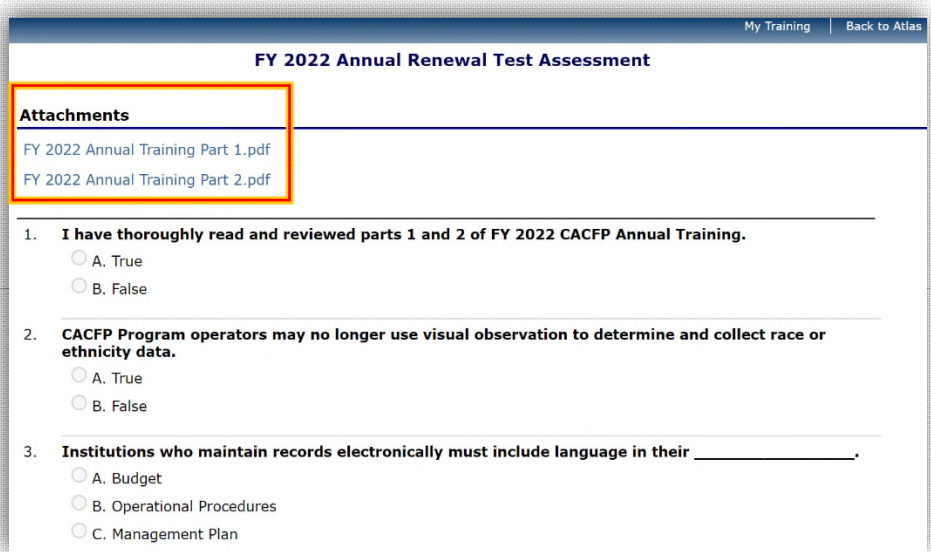 My Training | Back to Atlas
FY 2022 Annual Renewal Test Assessment
Attachments
FY 2022 Annual Training Part 1.pdf
FY 2022 Annual Training Part 2.pdf
1. I have thoroughly read and reviewed parts 1 and 2 of FY 2022 CACFP Annual Training.
A. True
B. False
2. CACFP Program operators may no longer use visual observation to determine and collect race or
ethnicity data.
A. True
B. False
3. Institutions who maintain records electronically must include language in their __________________.
A. Budget
B. Operational Procedures
C. Management Plan